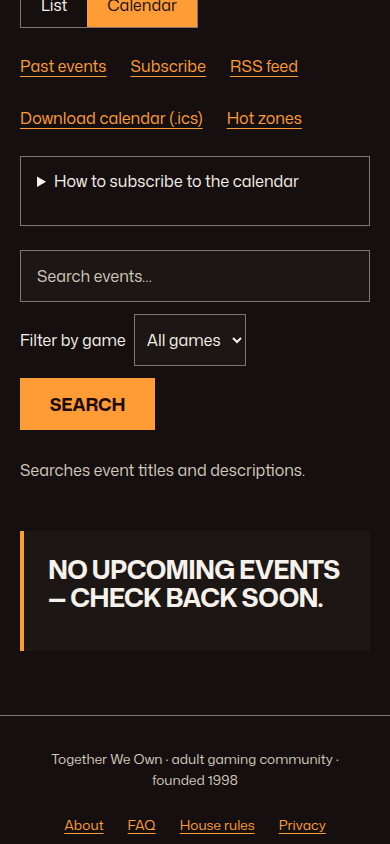 List Calendar
Past events Subscribe RSS feed
Download calendar (.ics) Hot zones
How to subscribe to the calendar
Search events...
Filter by game All games
SEARCH
Searches event titles and descriptions.
NO UPCOMING EVENTS
— CHECK BACK SOON.
Together We Own · adult gaming community ·
founded 1998
About FAQ House rules Privacy